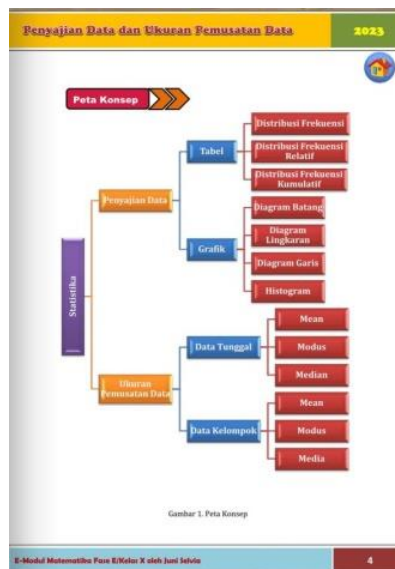 Penyajian Data dan Ukuran Pemusatan Data
2023
Peta Konsep
Statistika
Penyajian Data
Tabel
Distribusi Frekuensi
Distribusi Frekuensi
Relatif
Distribusi Frekuensi
Kumulatif
Grafik
Diagram Batang
Diagram
Lingkaran
Diagram Garis
Histogram
Ukuran
Pemusatan Data
Data Tunggal
Mean
Modus
Median
Data Kelompok
Mean
Modus
Media
Gambar 1. Peta Konsep
E-Modul Matematika Fase E/Kelas X oleh Juni Selvia
4